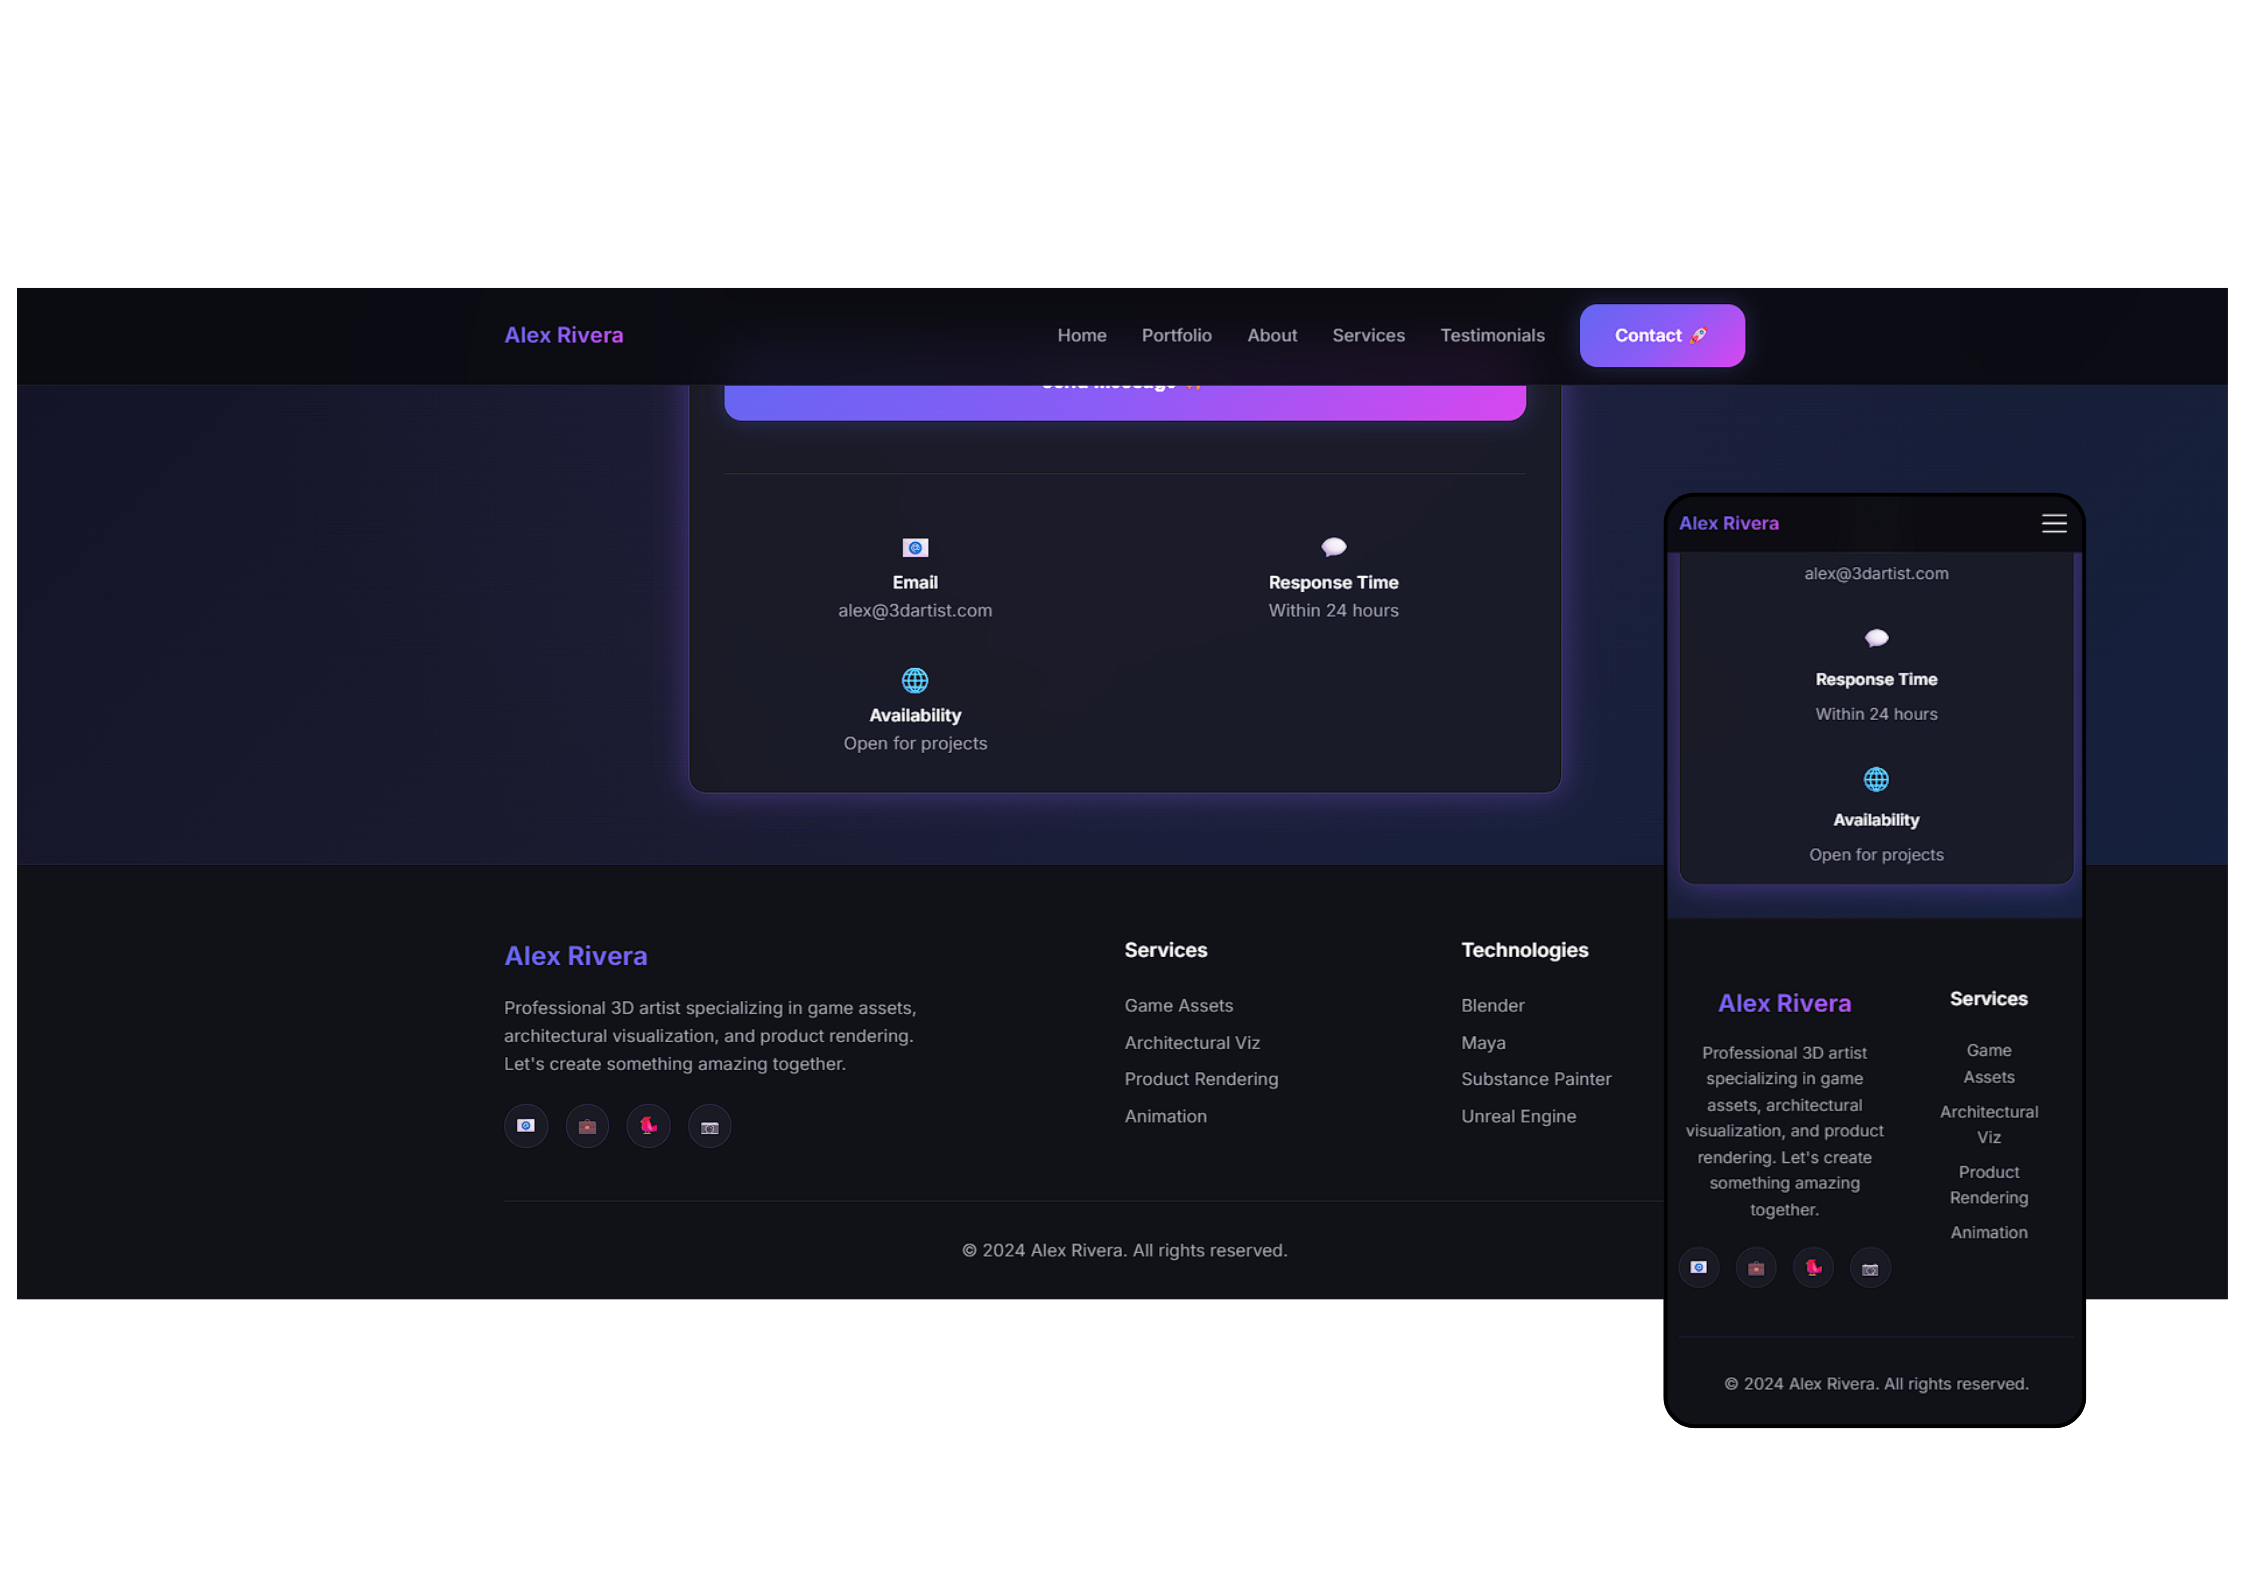 Alex Rivera
Home
Portfolio
About
Services
Testimonials
Contact
Email
alex@3dartist.com
Response Time
Within 24 hours
Availability
Open for projects
Alex Rivera
Professional 3D artist specializing in game assets,
architectural visualization, and product rendering.
Let's create something amazing together.
Services
Game Assets
Architectural Viz
Product Rendering
Animation
Technologies
Blender
Maya
Substance Painter
Unreal Engine
© 2024 Alex Rivera. All rights reserved.
Alex Rivera
alex@3dartist.com
Response Time
Within 24 hours
Availability
Open for projects
Alex Rivera
Professional 3D artist
specializing in game
assets, architectural
visualization, and product
rendering. Let's create
something amazing
together.
Services
Game
Assets
Architectural
Viz
Product
Rendering
Animation
© 2024 Alex Rivera. All rights reserved.